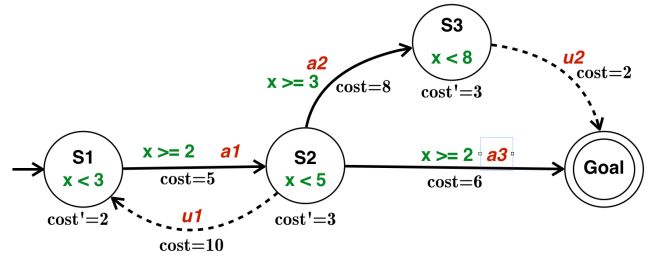 S3
x < 8
cost'=3
a2
x >= 3
cost=8
u2
cost=2
S1
x < 3
cost'=2
x >= 2 a1
cost=5
S2
x < 5
cost'=3
x >= 2 a3
cost=6
Goal
u1
cost=10